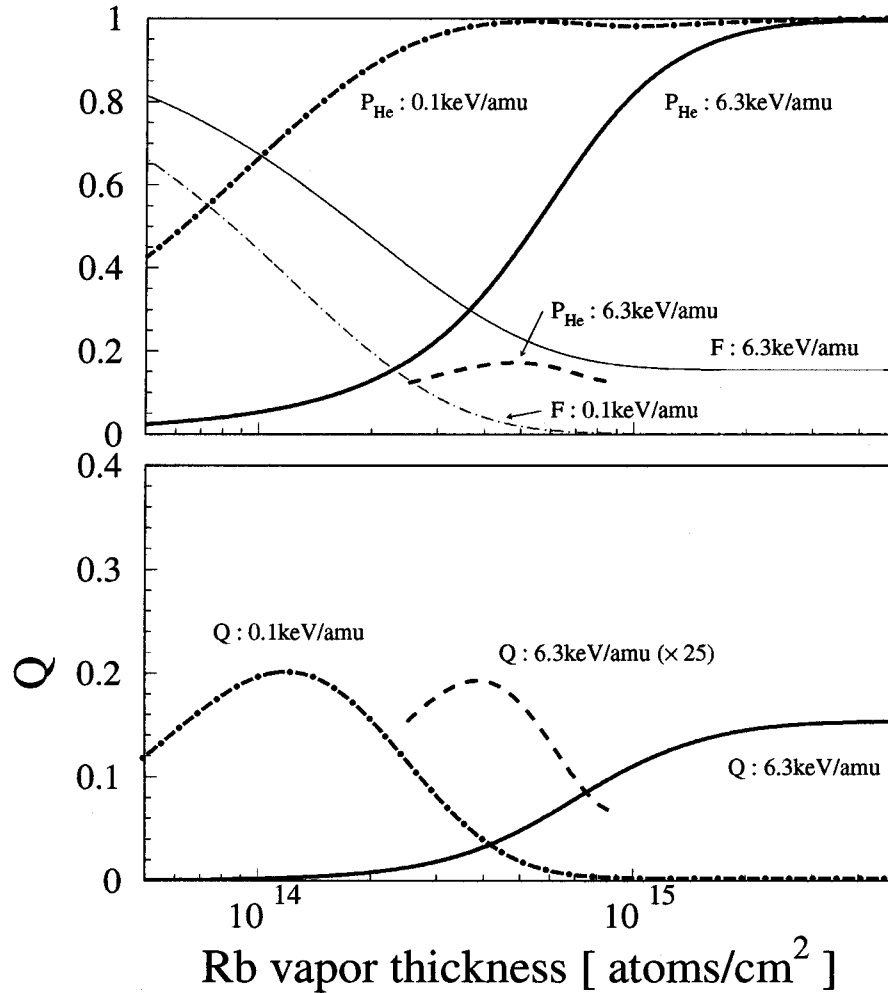 1
P_He : 0.1keV/amu
P_He : 6.3keV/amu
0.8
0.6
0.4
P_He : 6.3keV/amu
F : 6.3keV/amu
0.2
F : 0.1keV/amu
0
0.4
0.3
Q : 0.1keV/amu
Q : 6.3keV/amu (× 25)
Q
0.2
0.1
Q : 6.3keV/amu
0
10^14
10^15
Rb vapor thickness [ atoms/cm^2 ]